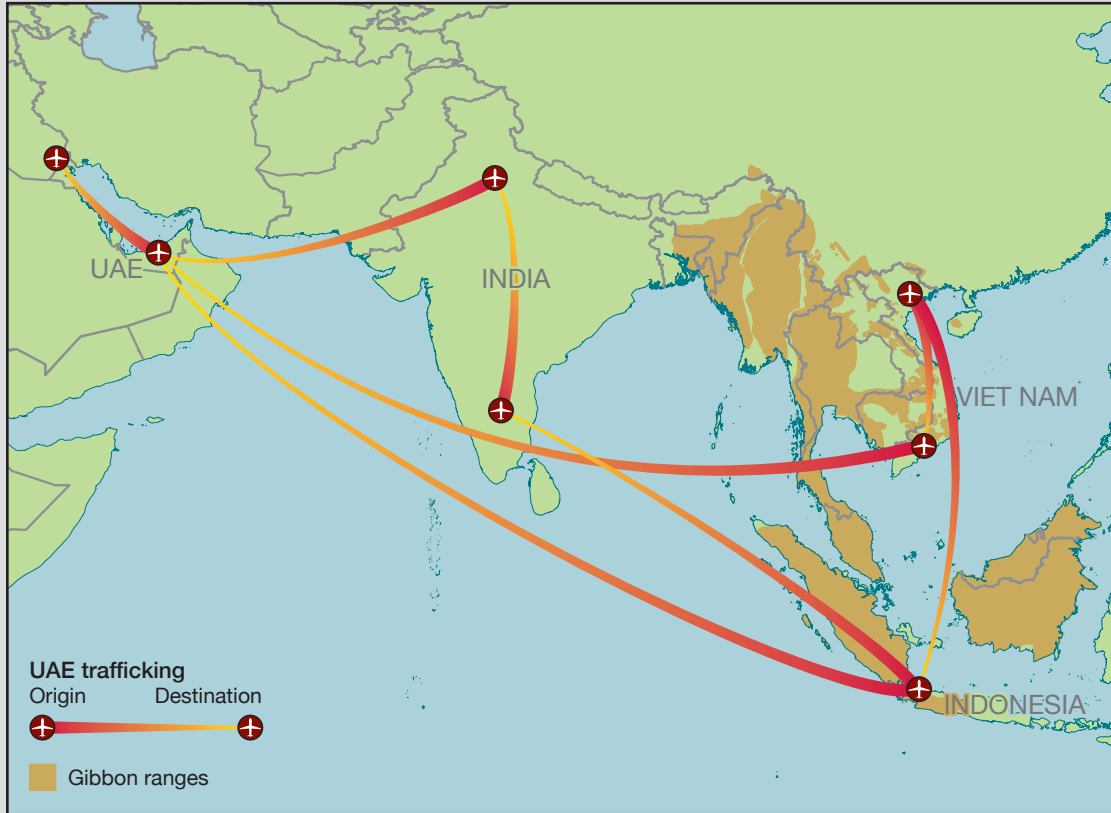 UAE
INDIA
VIET NAM
INDONESIA
UAE trafficking
Origin Destination
Gibbon ranges